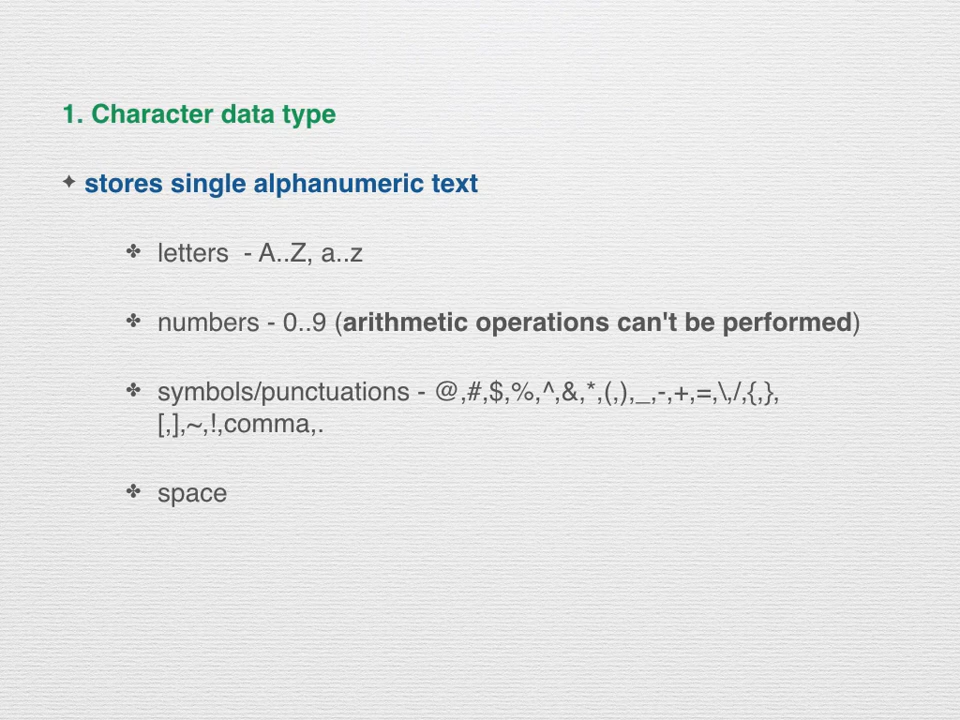 1. Character data type
✦ stores single alphanumeric text
✤ letters  - A..Z, a..z
✤ numbers - 0..9 (arithmetic operations can't be performed)
✤ symbols/punctuations - @,#,$,%,^,&,*,(,),_,-,+,=,\,/,{,},
[,],~,!,comma,.
✤ space